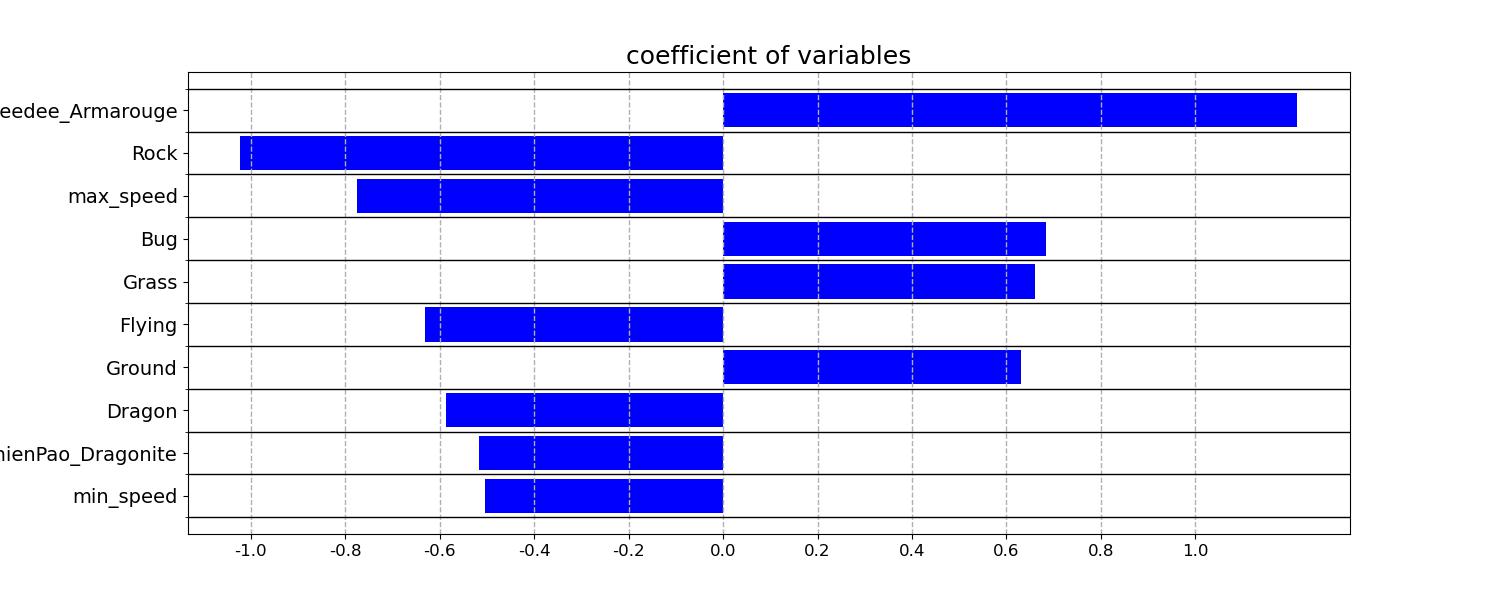 coefficient of variables
eedee_Armarouge
Rock
max_speed
Bug
Grass
Flying
Ground
Dragon
ienPao_Dragonite
min_speed
-1.0 -0.8 -0.6 -0.4 -0.2 0.0 0.2 0.4 0.6 0.8 1.0